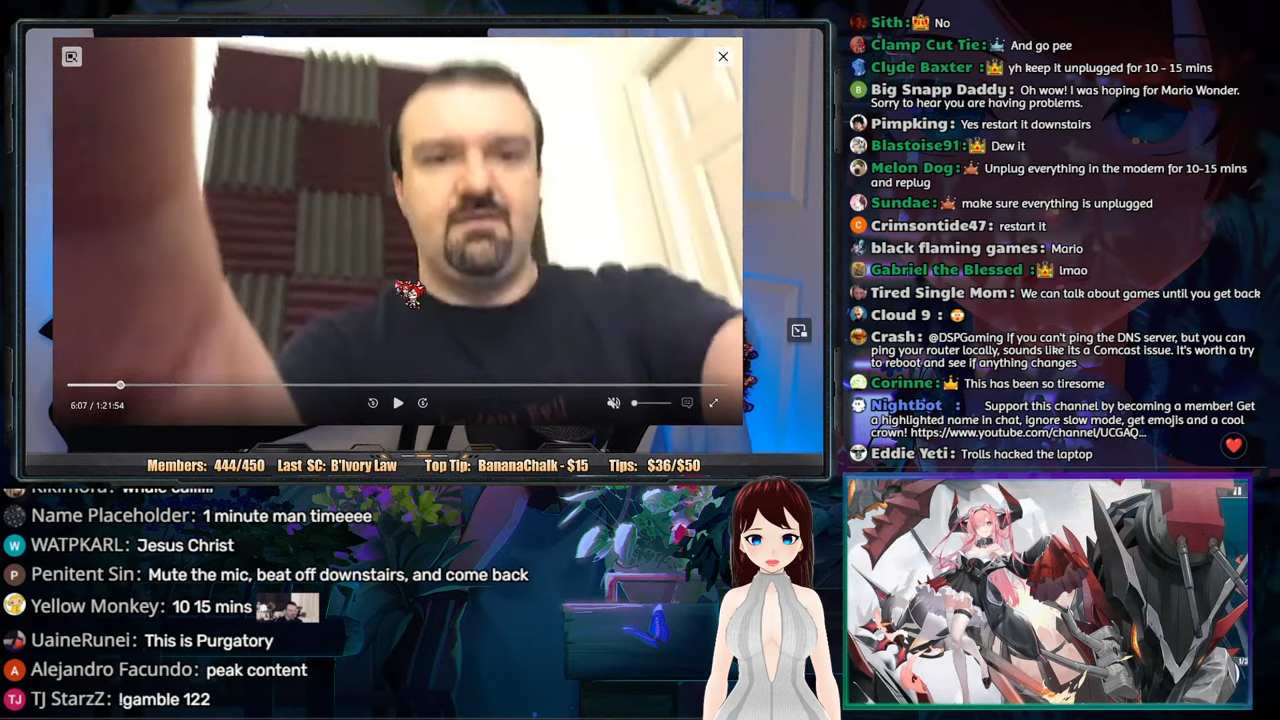 6:07 / 1:21:54
Members: 444/450 Last SC: B'Ivory Law Top Tip: BananaChalk - $15 Tips: $36/$50
Sith: No
Clamp Cut Tie: And go pee
Clyde Baxter : yh keep it unplugged for 10 - 15 mins
Big Snapp Daddy: Oh wow! I was hoping for Mario Wonder.
Sorry to hear you are having problems.
Pimpking: Yes restart it downstairs
Blastoise91: Dew it
Melon Dog: Unplug everything in the modem for 10-15 mins
and replug
Sundae: make sure everything is unplugged
Crimsontide47: restart it
black flaming games: Mario
Gabriel the Blessed : lmao
Tired Single Mom: We can talk about games until you get back
Cloud 9 :
Crash: @DSPGaming If you can't ping the DNS server, but you can
ping your router locally, sounds like its a Comcast issue. It's worth a try
to reboot and see if anything changes
Corinne: This has been so tiresome
Nightbot : Support this channel by becoming a member! Get
a highlighted name in chat, ignore slow mode, get emojis and a cool
crown! https://www.youtube.com/channel/UCGAQ...
Eddie Yeti: Trolls hacked the laptop
Name Placeholder: 1 minute man timeeee
WATPKARL: Jesus Christ
Penitent Sin: Mute the mic, beat off downstairs, and come back
Yellow Monkey: 10 15 mins
UaineRunei: This is Purgatory
Alejandro Facundo: peak content
TJ StarzZ: !gamble 122
1/3